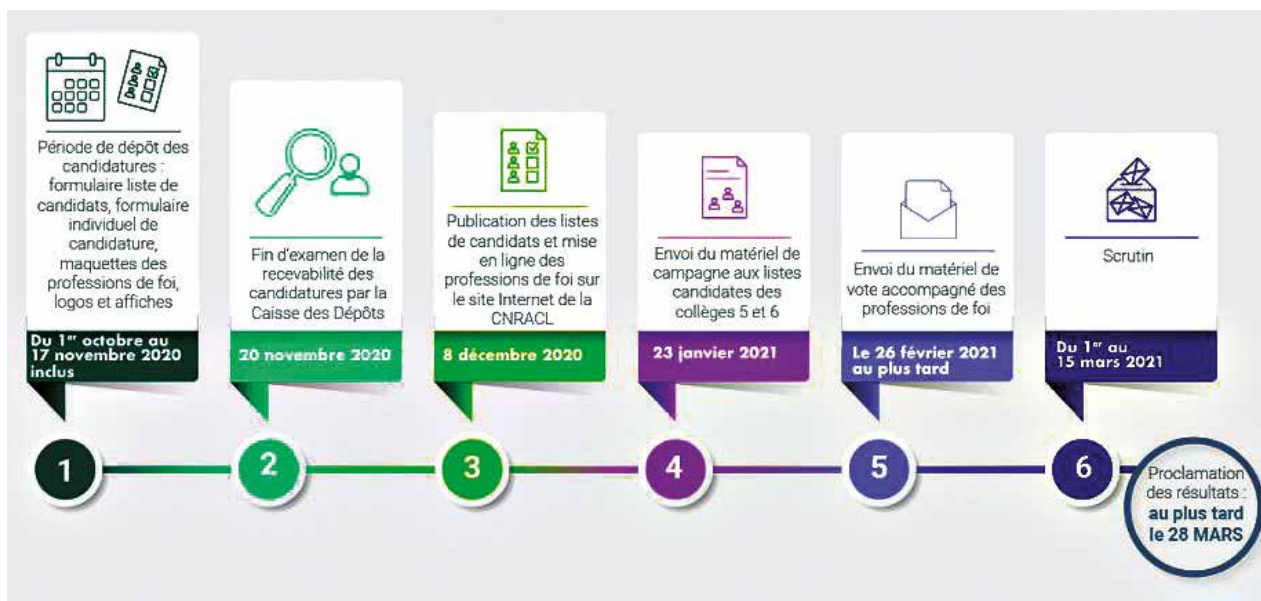 Période de dépôt des
candidatures :
formulaire liste de
candidats, formulaire
individuel de
candidature,
maquettes des
professions de foi,
logos et affiches
Du 1er octobre au
17 novembre 2020
inclus
1
Fin d'examen de la
recevabilité des
candidatures par la
Caisse des Dépôts
20 novembre 2020
2
Publication des listes
de candidats et mise
en ligne des
professions de foi sur
le site Internet de la
CNRACL
8 décembre 2020
3
Envoi du matériel de
campagne aux listes
candidates des
collèges 5 et 6
23 janvier 2021
4
Envoi du matériel de
vote accompagné des
professions de foi
Le 26 février 2021
au plus tard
5
Scrutin
Du 1er au
15 mars 2021
6
Proclamation
des résultats :
au plus tard
le 28 MARS